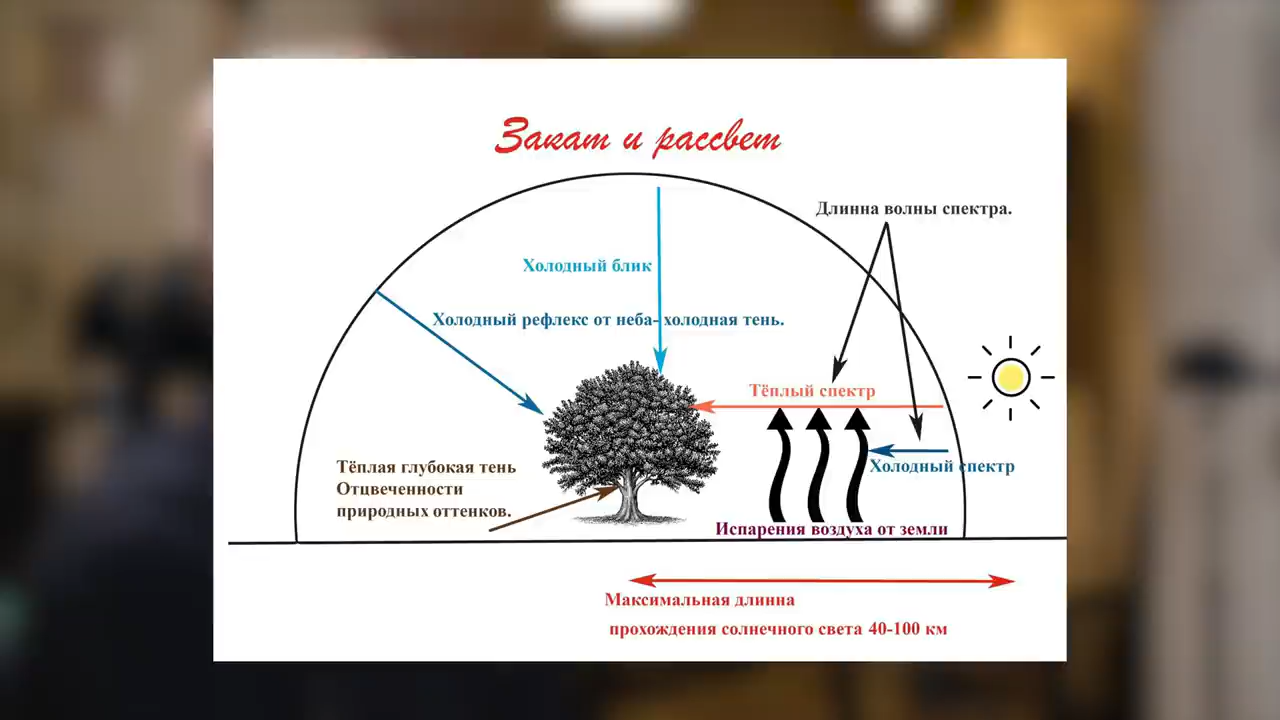 Закат и рассвет
Длинна волны спектра.
Холодный блик
Холодный рефлекс от неба- холодная тень.
Тёплый спектр
Тёплая глубокая тень
Отцвеченности
природных оттенков.
Холодный спектр
Испарения воздуха от земли
Максимальная длинна
прохождения солнечного света 40-100 км